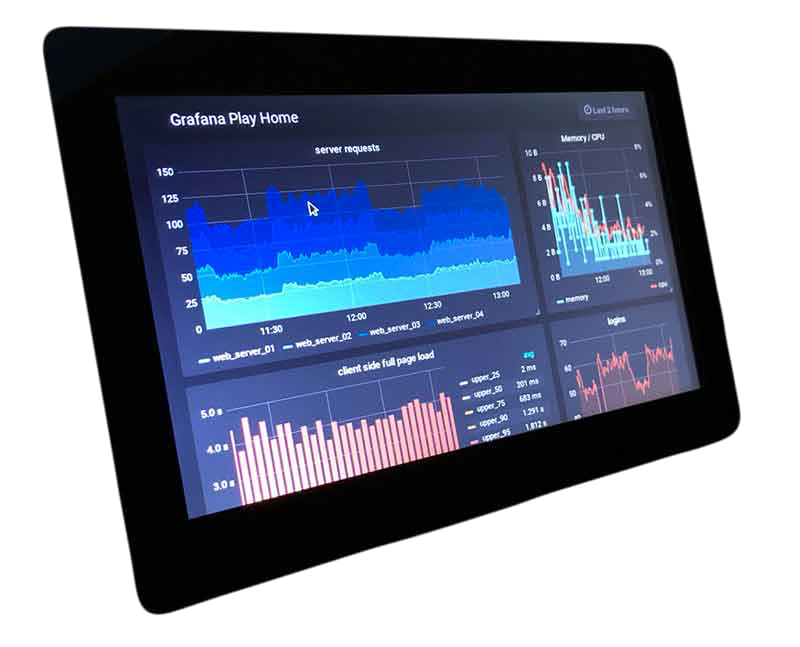 Grafana Play Home
Last 2 hours
server requests
150
125
100
75
50
25
0
11:30
12:00
12:30
13:00
web_server_01
web_server_02
web_server_03
web_server_04
Memory / CPU
10 B
8 B
6 B
4 B
2 B
0 B
8%
6%
4%
2%
0%
12:00
13:00
memory
cpu
client side full page load
5.0 s
4.0 s
3.0 s
avg
upper_25 2 ms
upper_50 201 ms
upper_75 683 ms
upper_90 1.291 s
upper_95 1.812 s
logins
70
60
50